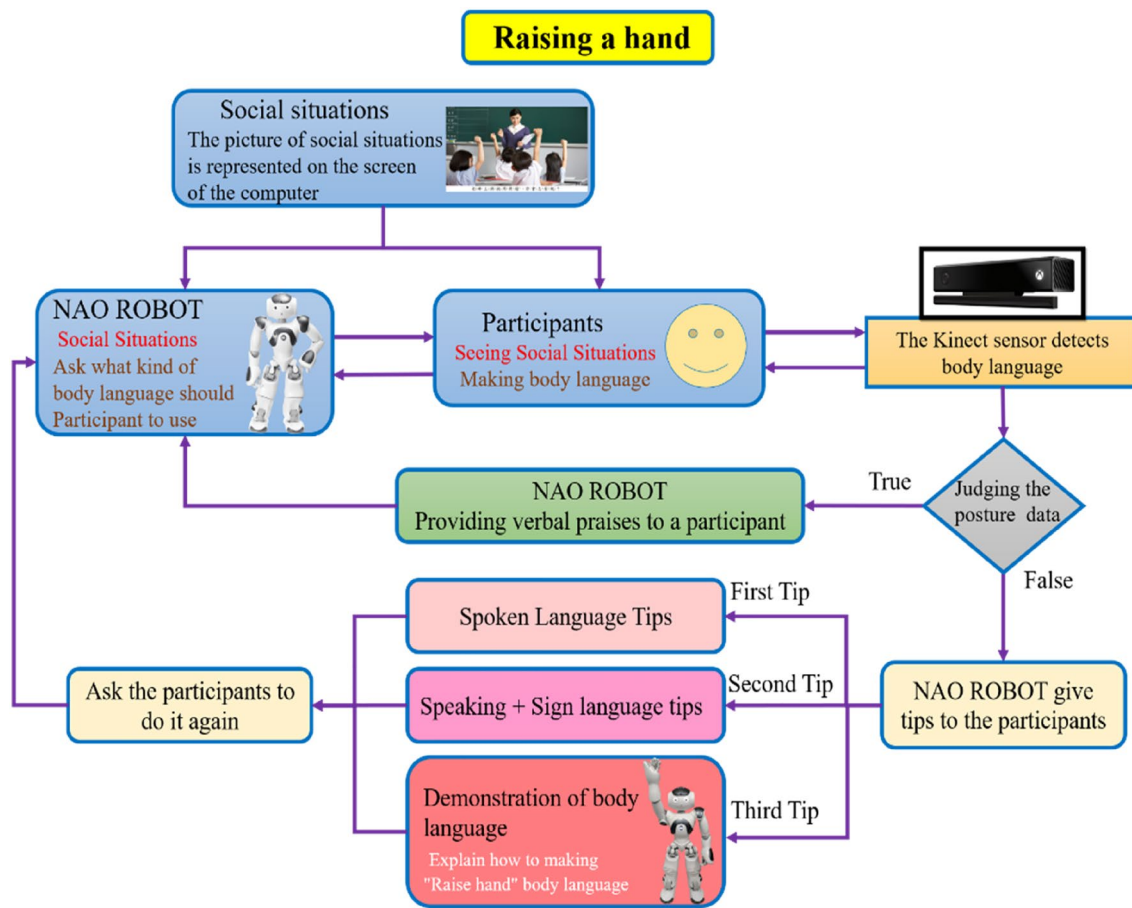 Raising a hand
Social situations
The picture of social situations
is represented on the screen
of the computer
NAO ROBOT
Social Situations
Ask what kind of
body language should
Participant to use
Participants
Seeing Social Situations
Making body language
The Kinect sensor detects
body language
True
Judging the
posture data
False
NAO ROBOT
Providing verbal praises to a participant
First Tip
Spoken Language Tips
Second Tip
Speaking + Sign language tips
Third Tip
Demonstration of body
language
Explain how to making
"Raise hand" body language
NAO ROBOT give
tips to the participants
Ask the participants to
do it again